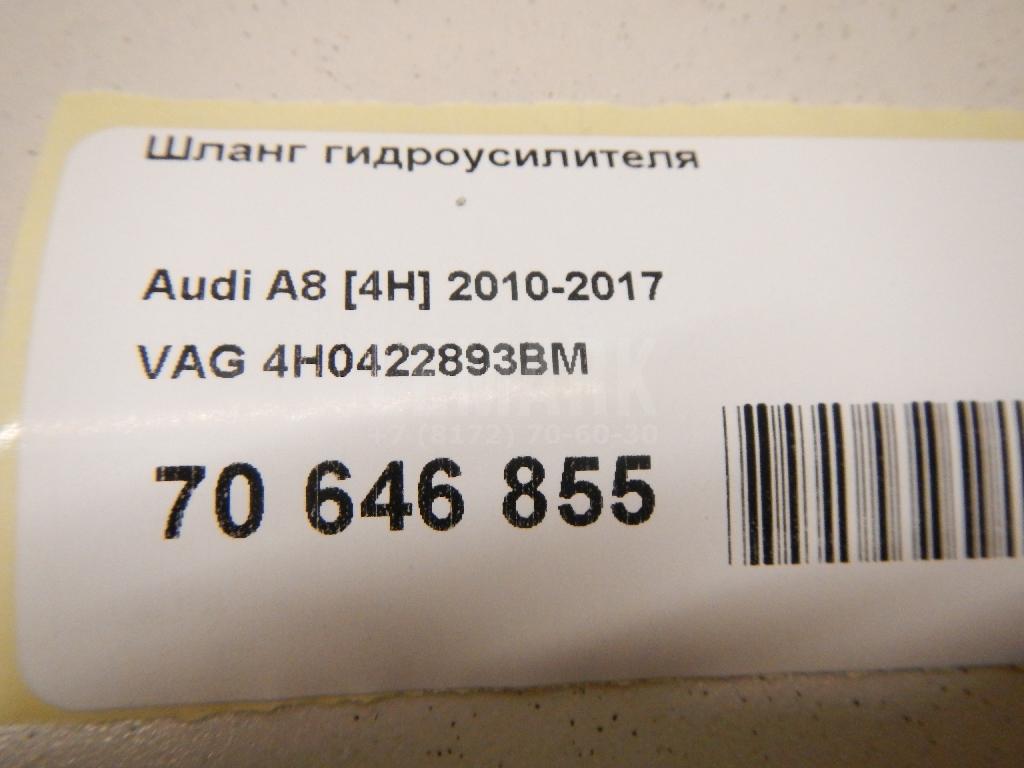 Шланг гидроусилителя
Audi A8 [4H] 2010-2017
VAG 4H0422893BM
+7 (8172) 70-60-30
70 646 855